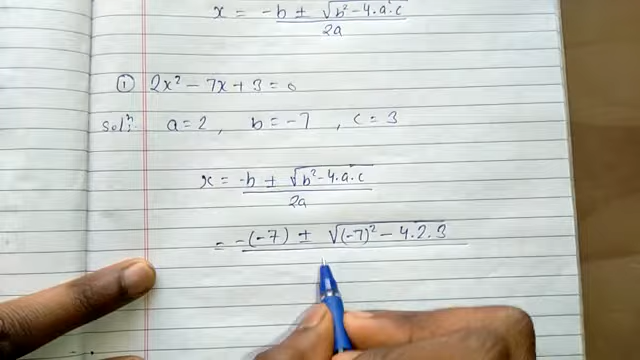 x = -b ± √b² - 4.a.c
2a
① 2x² - 7x + 3 = 0
Solⁿ: a = 2 , b = -7 , c = 3
x = -b ± √b² - 4.a.c
2a
= -(-7) ± √(-7)² - 4.2.3